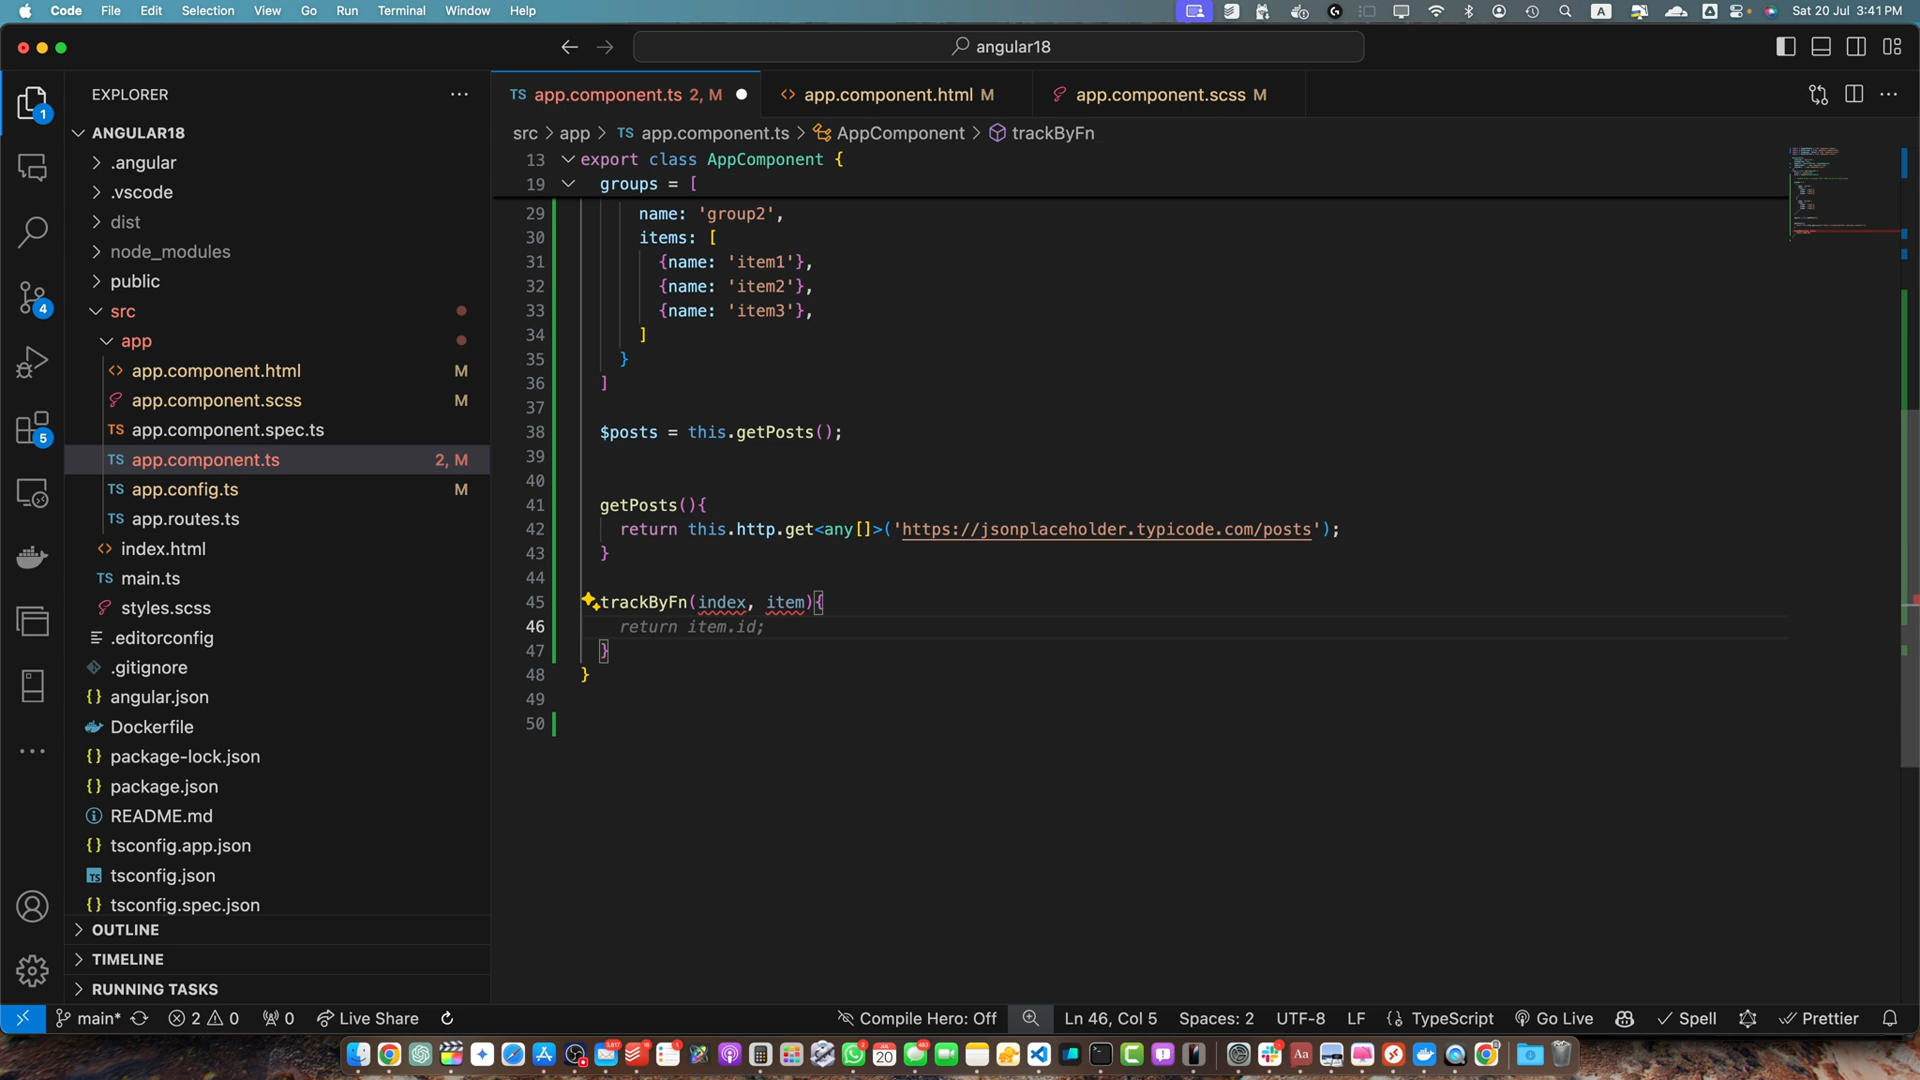 Code File Edit Selection View Go Run Terminal Window Help
A
Sat 20 Jul 3:41 PM
angular18
EXPLORER
ANGULAR18
.angular
.vscode
dist
node_modules
public
src
app
app.component.html M
app.component.scss M
app.component.spec.ts
app.component.ts 2, M
app.config.ts M
app.routes.ts
index.html
main.ts
styles.scss
.editorconfig
.gitignore
angular.json
Dockerfile
package-lock.json
package.json
README.md
tsconfig.app.json
tsconfig.json
tsconfig.spec.json
OUTLINE
TIMELINE
RUNNING TASKS
1
4
5
TS app.component.ts 2, M
app.component.html M
app.component.scss M
src > app > TS app.component.ts > AppComponent > trackByFn
13 export class AppComponent {
19 groups = [
29 name: 'group2',
30 items: [
31 {name: 'item1'},
32 {name: 'item2'},
33 {name: 'item3'},
34 ]
35 }
36 ]
37
38 $posts = this.getPosts();
39
40
41 getPosts(){
42 return this.http.get<any[]>('https://jsonplaceholder.typicode.com/posts');
43 }
44
45 trackByFn(index, item){
46 return item.id;
47 }
48 }
49
50
main* 2 0 0 Live Share Compile Hero: Off Ln 46, Col 5 Spaces: 2 UTF-8 LF {} TypeScript Go Live Spell Prettier